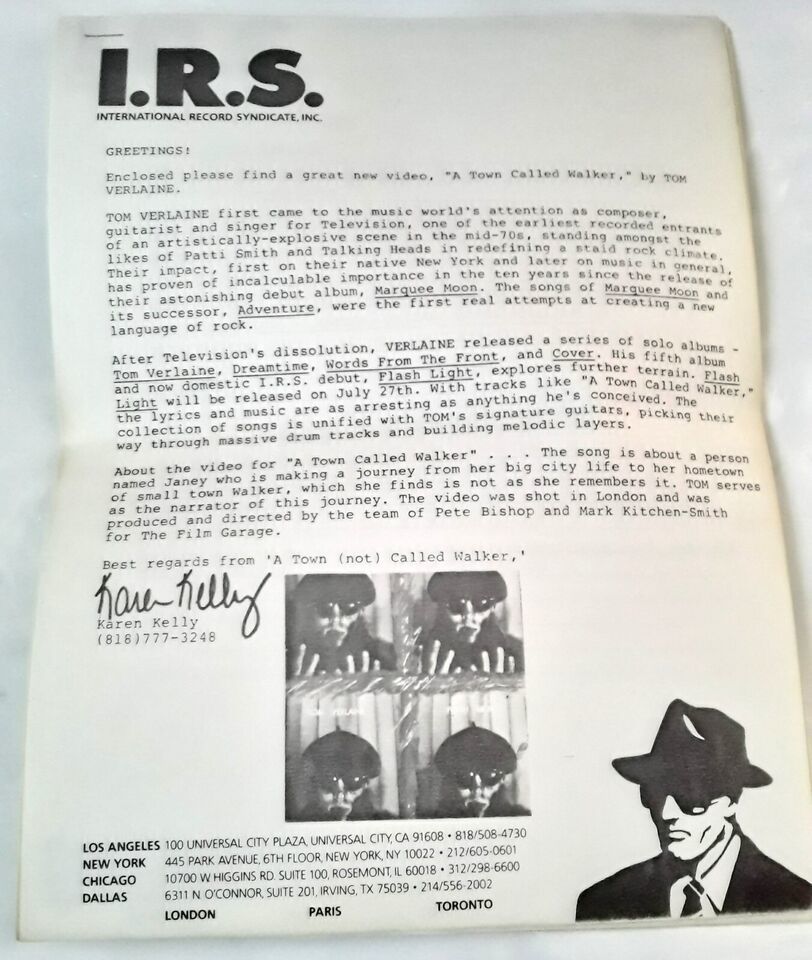 I.R.S.
INTERNATIONAL RECORD SYNDICATE, INC.
GREETINGS!
Enclosed please find a great new video, "A Town Called Walker," by TOM
VERLAINE.
TOM VERLAINE first came to the music world's attention as composer,
guitarist and singer for Television, one of the earliest recorded entrants
of an artistically-explosive scene in the mid-70s, standing amongst the
likes of Patti Smith and Talking Heads in redefining a staid rock climate.
Their impact, first on their native New York and later on music in general,
has proven of incalculable importance in the ten years since the release of
their astonishing debut album, Marquee Moon. The songs of Marquee Moon and
its successor, Adventure, were the first real attempts at creating a new
language of rock.
After Television's dissolution, VERLAINE released a series of solo albums -
Tom Verlaine, Dreamtime, Words From The Front, and Cover. His fifth album
and now domestic I.R.S. debut, Flash Light, explores further terrain. Flash
Light will be released on July 27th. With tracks like "A Town Called Walker,"
the lyrics and music are as arresting as anything he's conceived. The
collection of songs is unified with TOM's signature guitars, picking their
way through massive drum tracks and building melodic layers.
About the video for "A Town Called Walker" . . . The song is about a person
named Janey who is making a journey from her big city life to her hometown
of small town Walker, which she finds is not as she remembers it. TOM serves
as the narrator of this journey. The video was shot in London and was
produced and directed by the team of Pete Bishop and Mark Kitchen-Smith
for The Film Garage.
Best regards from 'A Town (not) Called Walker,'
Karen Kelly
Karen Kelly
(818)777-3248
VERLAINE
LOS ANGELES 100 UNIVERSAL CITY PLAZA, UNIVERSAL CITY, CA 91608 • 818/508-4730
NEW YORK 445 PARK AVENUE, 6TH FLOOR, NEW YORK, NY 10022 • 212/605-0601
CHICAGO 10700 W HIGGINS RD. SUITE 100, ROSEMONT, IL 60018 • 312/298-6600
DALLAS 6311 N O'CONNOR, SUITE 201, IRVING, TX 75039 • 214/556-2002
LONDON PARIS TORONTO